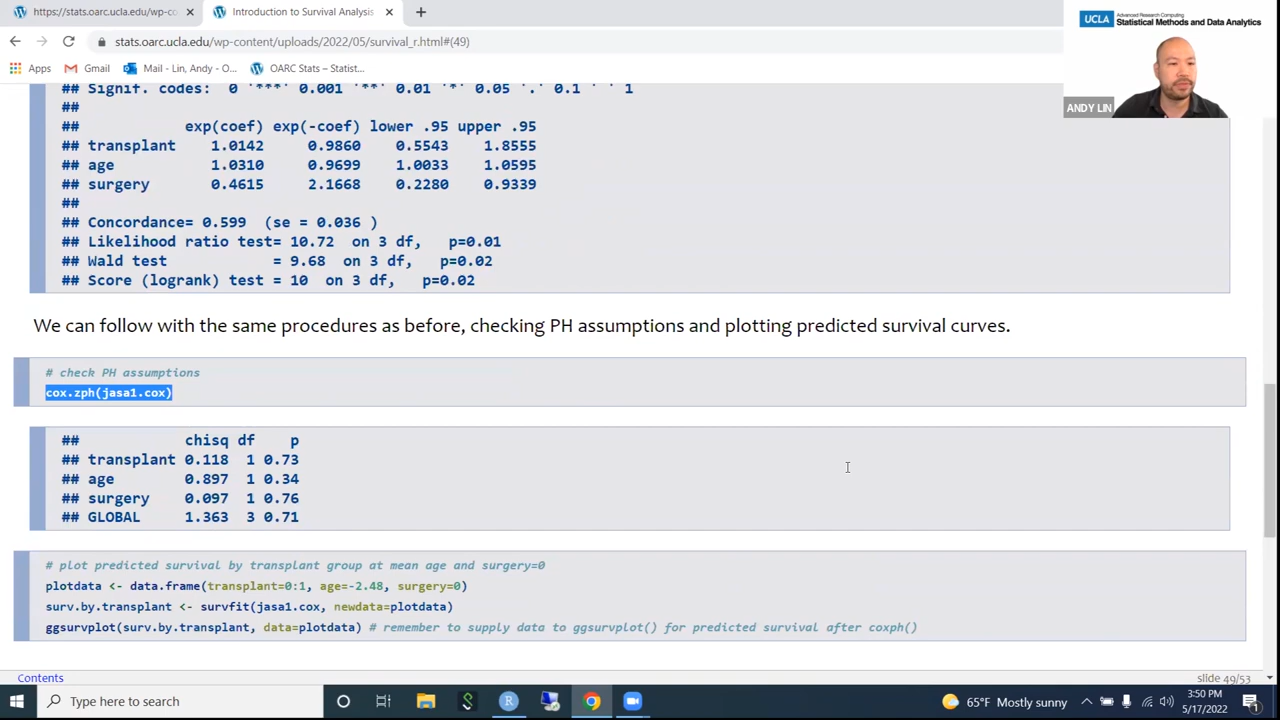 https://stats.oarc.ucla.edu/wp-co
Introduction to Survival Analysis
stats.oarc.ucla.edu/wp-content/uploads/2022/05/survival_r.html#(49)
Apps
Gmail
Mail - Lin, Andy - O...
OARC Stats – Statist...
UCLA
Advanced Research Computing
Statistical Methods and Data Analytics
ANDY LIN
## Signif. codes:  0 '***' 0.001 '**' 0.01 '*' 0.05 '.' 0.1 ' ' 1
##
##            exp(coef) exp(-coef) lower .95 upper .95
## transplant    1.0142     0.9860    0.5543    1.8555
## age           1.0310     0.9699    1.0033    1.0595
## surgery       0.4615     2.1668    0.2280    0.9339
##
## Concordance= 0.599  (se = 0.036 )
## Likelihood ratio test= 10.72  on 3 df,   p=0.01
## Wald test            = 9.68  on 3 df,   p=0.02
## Score (logrank) test = 10  on 3 df,   p=0.02
We can follow with the same procedures as before, checking PH assumptions and plotting predicted survival curves.
# check PH assumptions
cox.zph(jasa1.cox)
##            chisq df    p
## transplant 0.118  1 0.73
## age        0.897  1 0.34
## surgery    0.097  1 0.76
## GLOBAL     1.363  3 0.71
# plot predicted survival by transplant group at mean age and surgery=0
plotdata <- data.frame(transplant=0:1, age=-2.48, surgery=0)
surv.by.transplant <- survfit(jasa1.cox, newdata=plotdata)
ggsurvplot(surv.by.transplant, data=plotdata) # remember to supply data to ggsurvplot() for predicted survival after coxph()
Contents
slide 49/53
Type here to search
65°F Mostly sunny
3:50 PM
5/17/2022